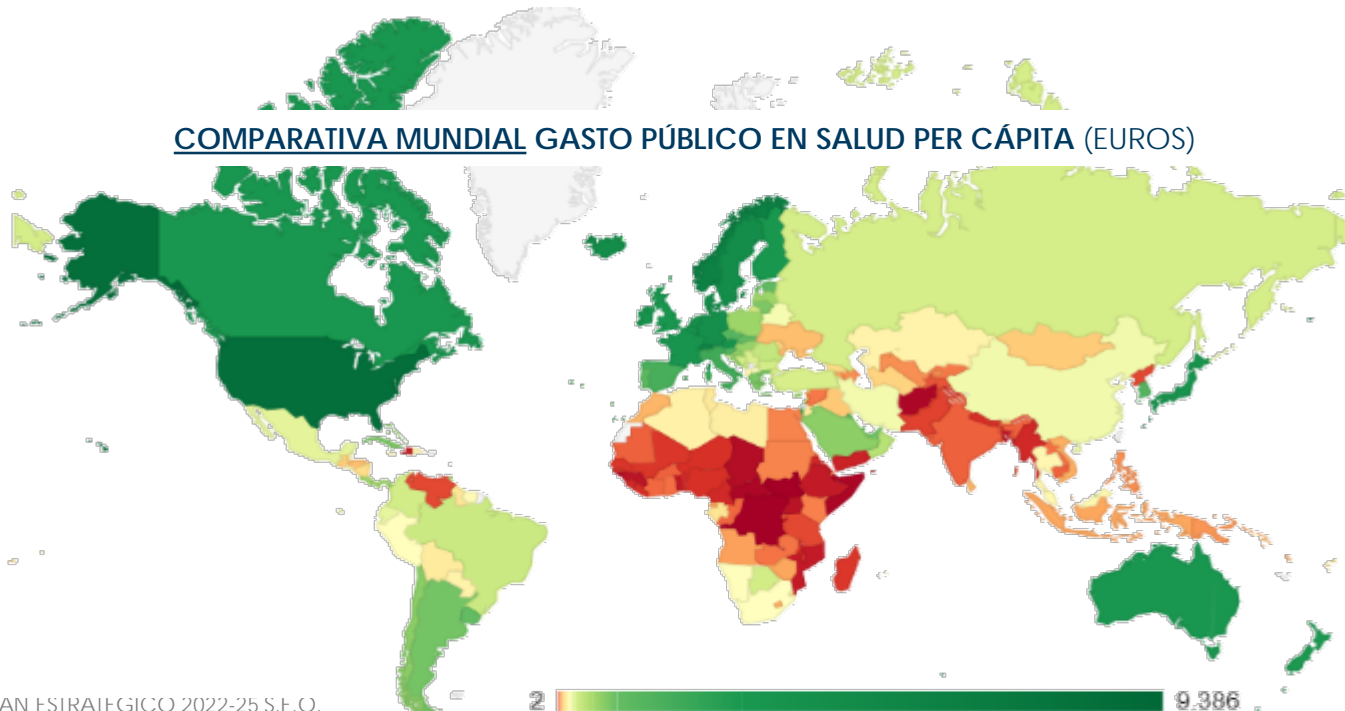 COMPARATIVA MUNDIAL GASTO PÚBLICO EN SALUD PER CÁPITA (EUROS)
AN ESTRATEGICO 2022-25 S.E.O.
2 9.386